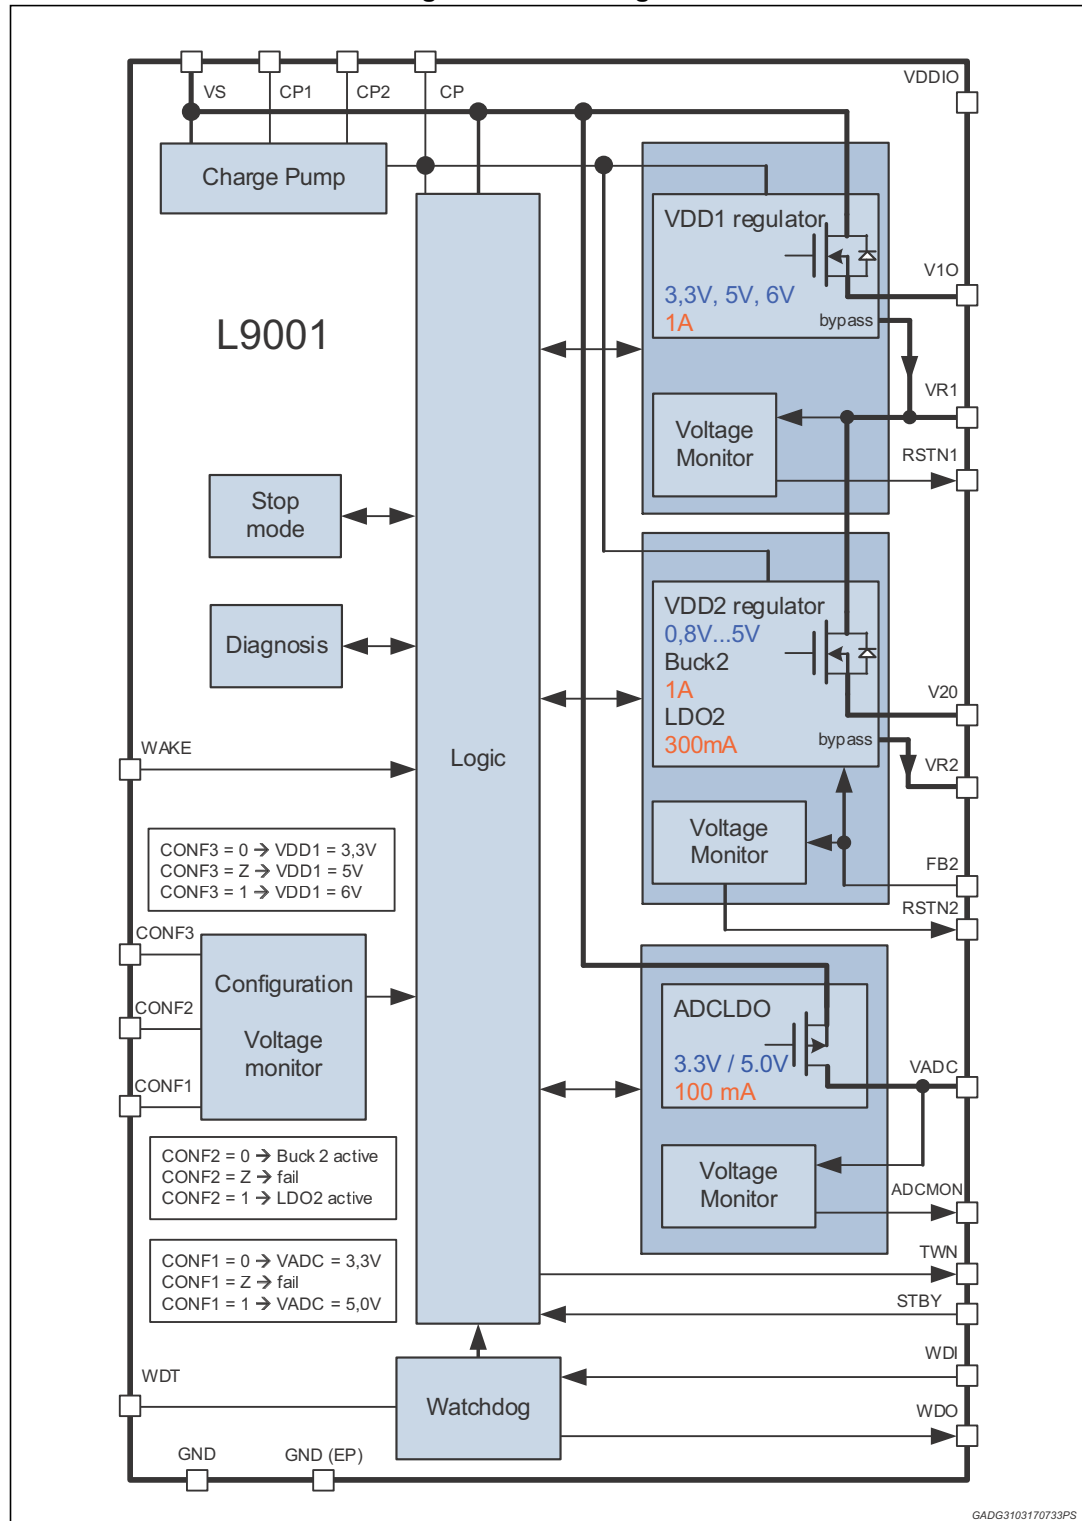 VS
CP1
CP2
CP
VDDIO
Charge Pump
L9001
VDD1 regulator
3,3V, 5V, 6V
1A
bypass
V1O
VR1
Voltage
Monitor
RSTN1
Stop
mode
Diagnosis
VDD2 regulator
0,8V...5V
Buck2
1A
LDO2
300mA
bypass
V20
VR2
WAKE
Logic
Voltage
Monitor
FB2
RSTN2
CONF3 = 0 → VDD1 = 3,3V
CONF3 = Z → VDD1 = 5V
CONF3 = 1 → VDD1 = 6V
CONF3
CONF2
CONF1
Configuration
Voltage
monitor
ADCLDO
3.3V / 5.0V
100 mA
VADC
Voltage
Monitor
ADCMON
CONF2 = 0 → Buck 2 active
CONF2 = Z → fail
CONF2 = 1 → LDO2 active
CONF1 = 0 → VADC = 3,3V
CONF1 = Z → fail
CONF1 = 1 → VADC = 5,0V
TWN
STBY
WDI
WDT
Watchdog
WDO
GND
GND (EP)
GADG3103170733PS